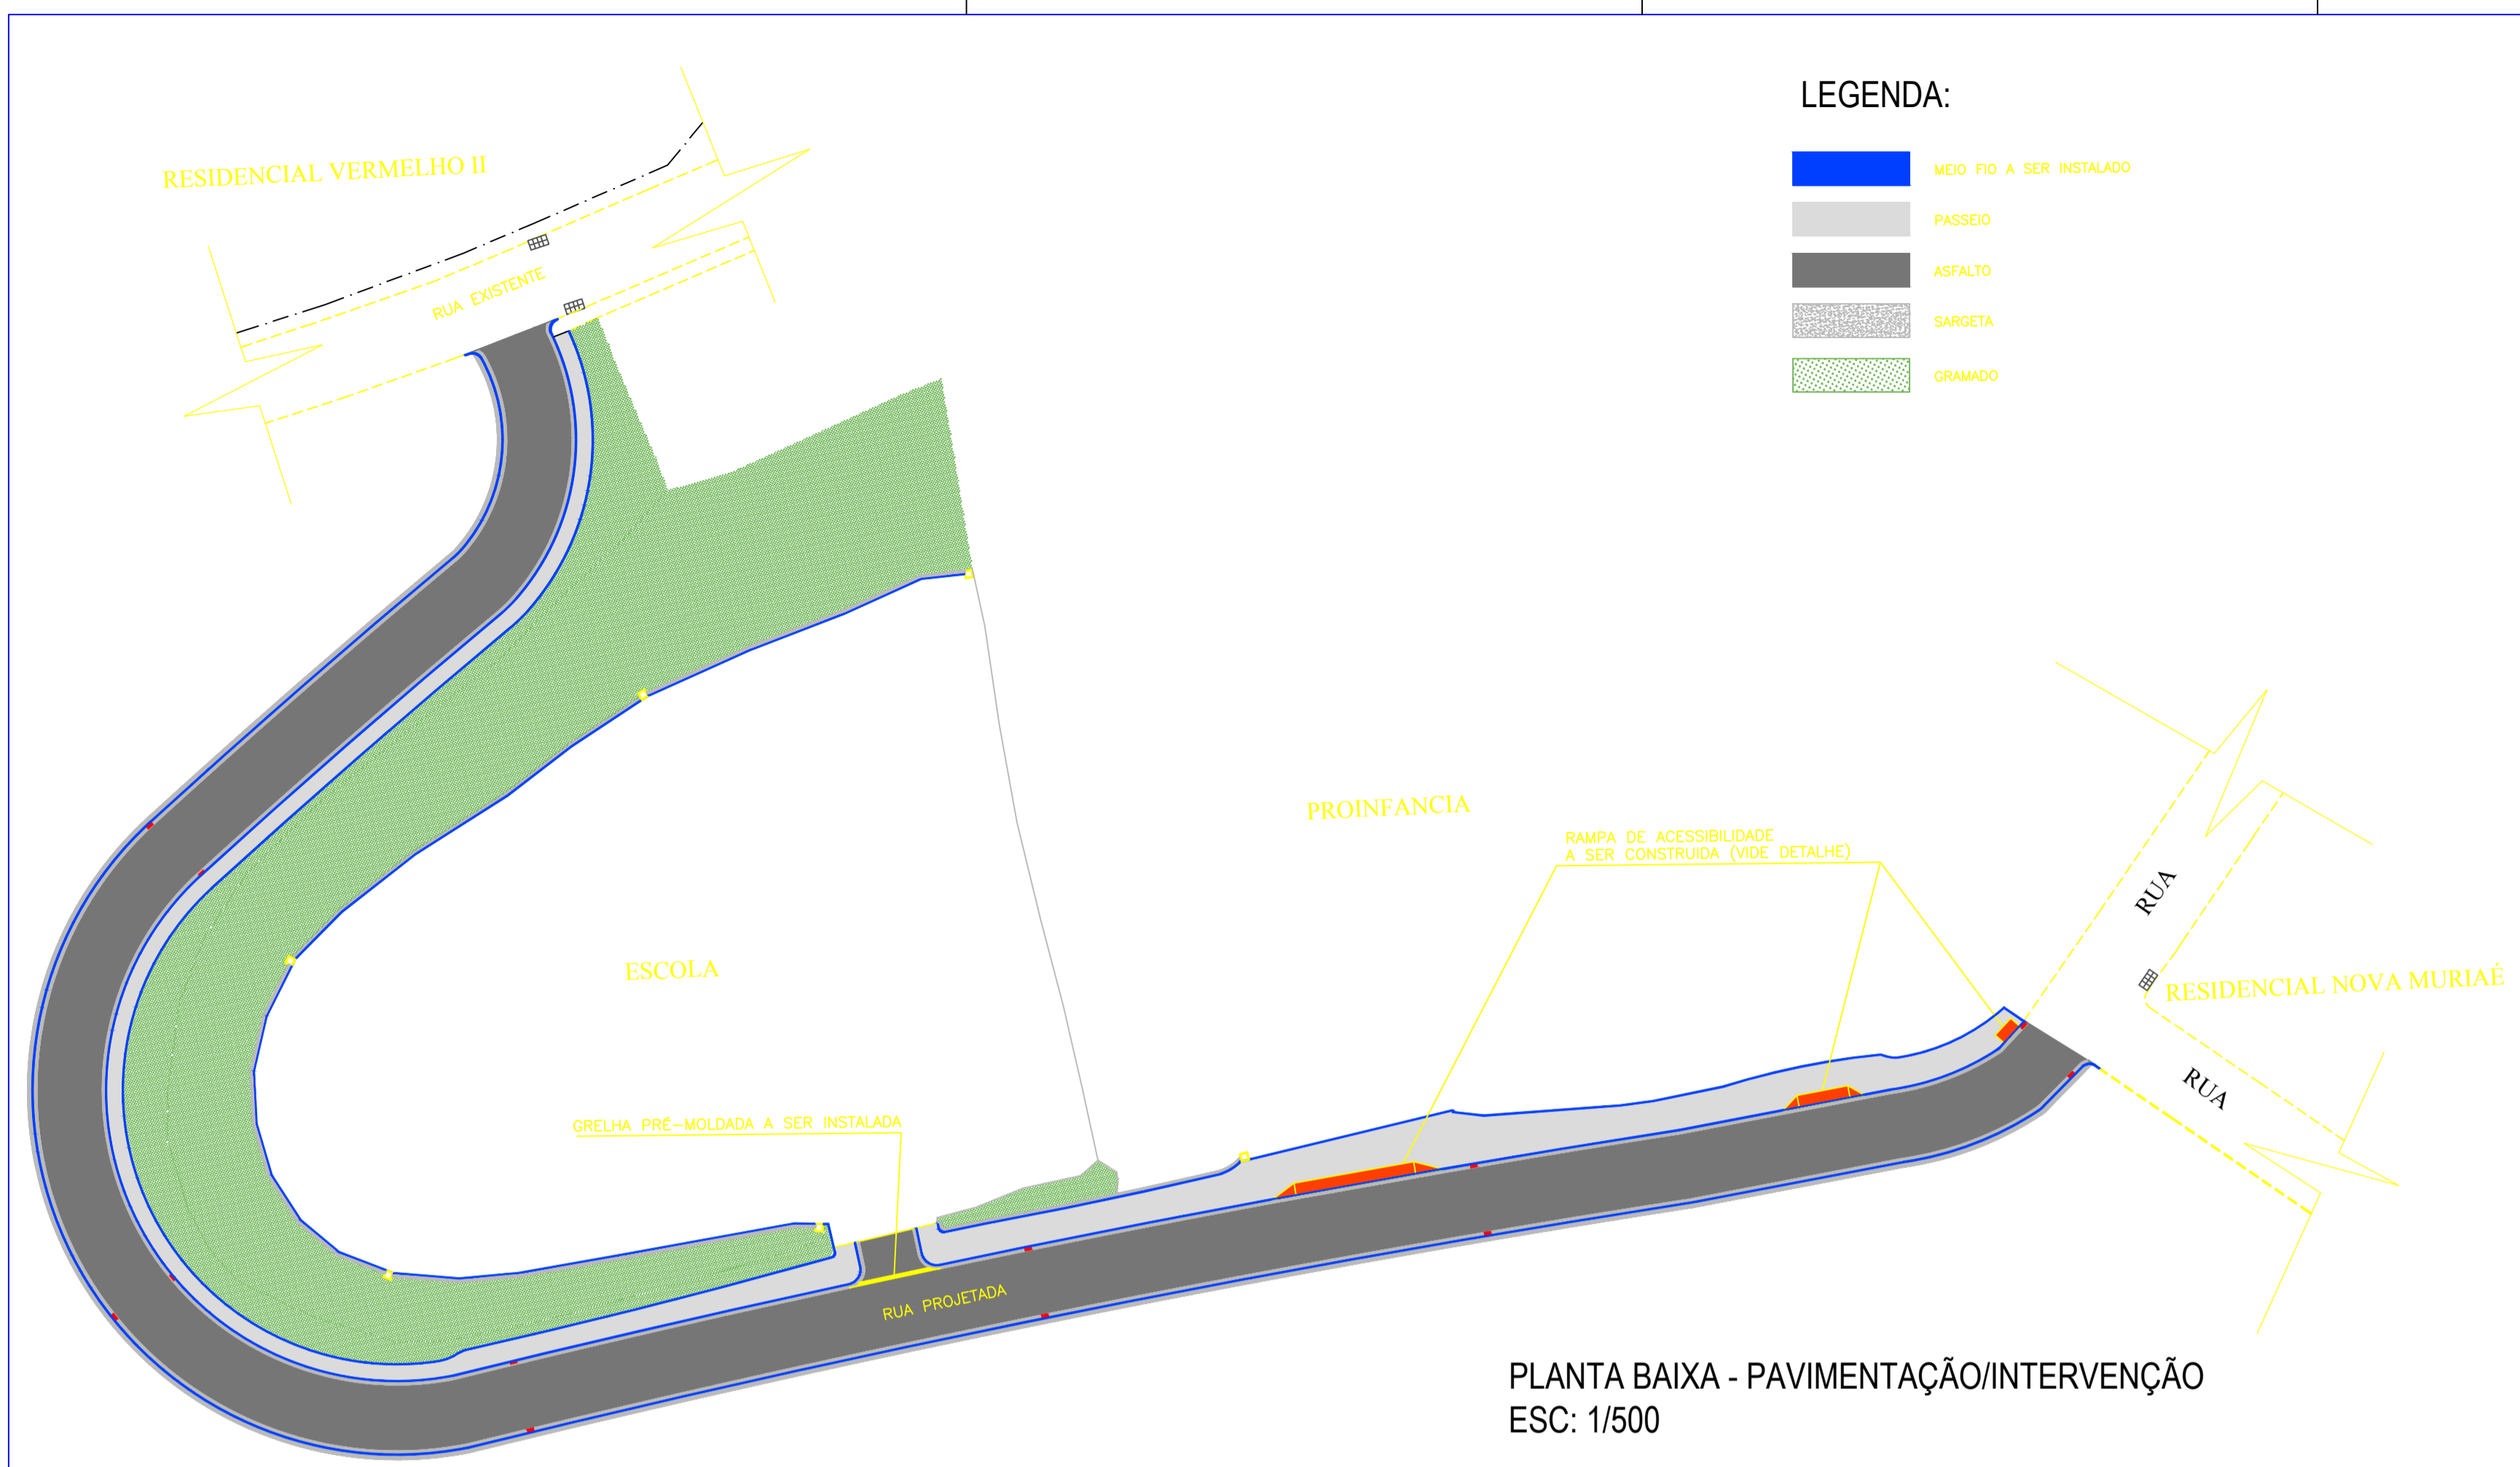 LEGENDA:
MEIO FIO A SER INSTALADO
PASSEIO
ASFALTO
SARGETA
GRAMADO
RESIDENCIAL VERMELHO II
RUA EXISTENTE
PROINFANCIA
RAMPA DE ACESSIBILIDADE
A SER CONSTRUIDA (VIDE DETALHE)
RUA
ESCOLA
RESIDENCIAL NOVA MURIAÉ
RUA
GRELHA PRÉ-MOLDADA A SER INSTALADA
RUA PROJETADA
PLANTA BAIXA - PAVIMENTAÇÃO/INTERVENÇÃO
ESC: 1/500